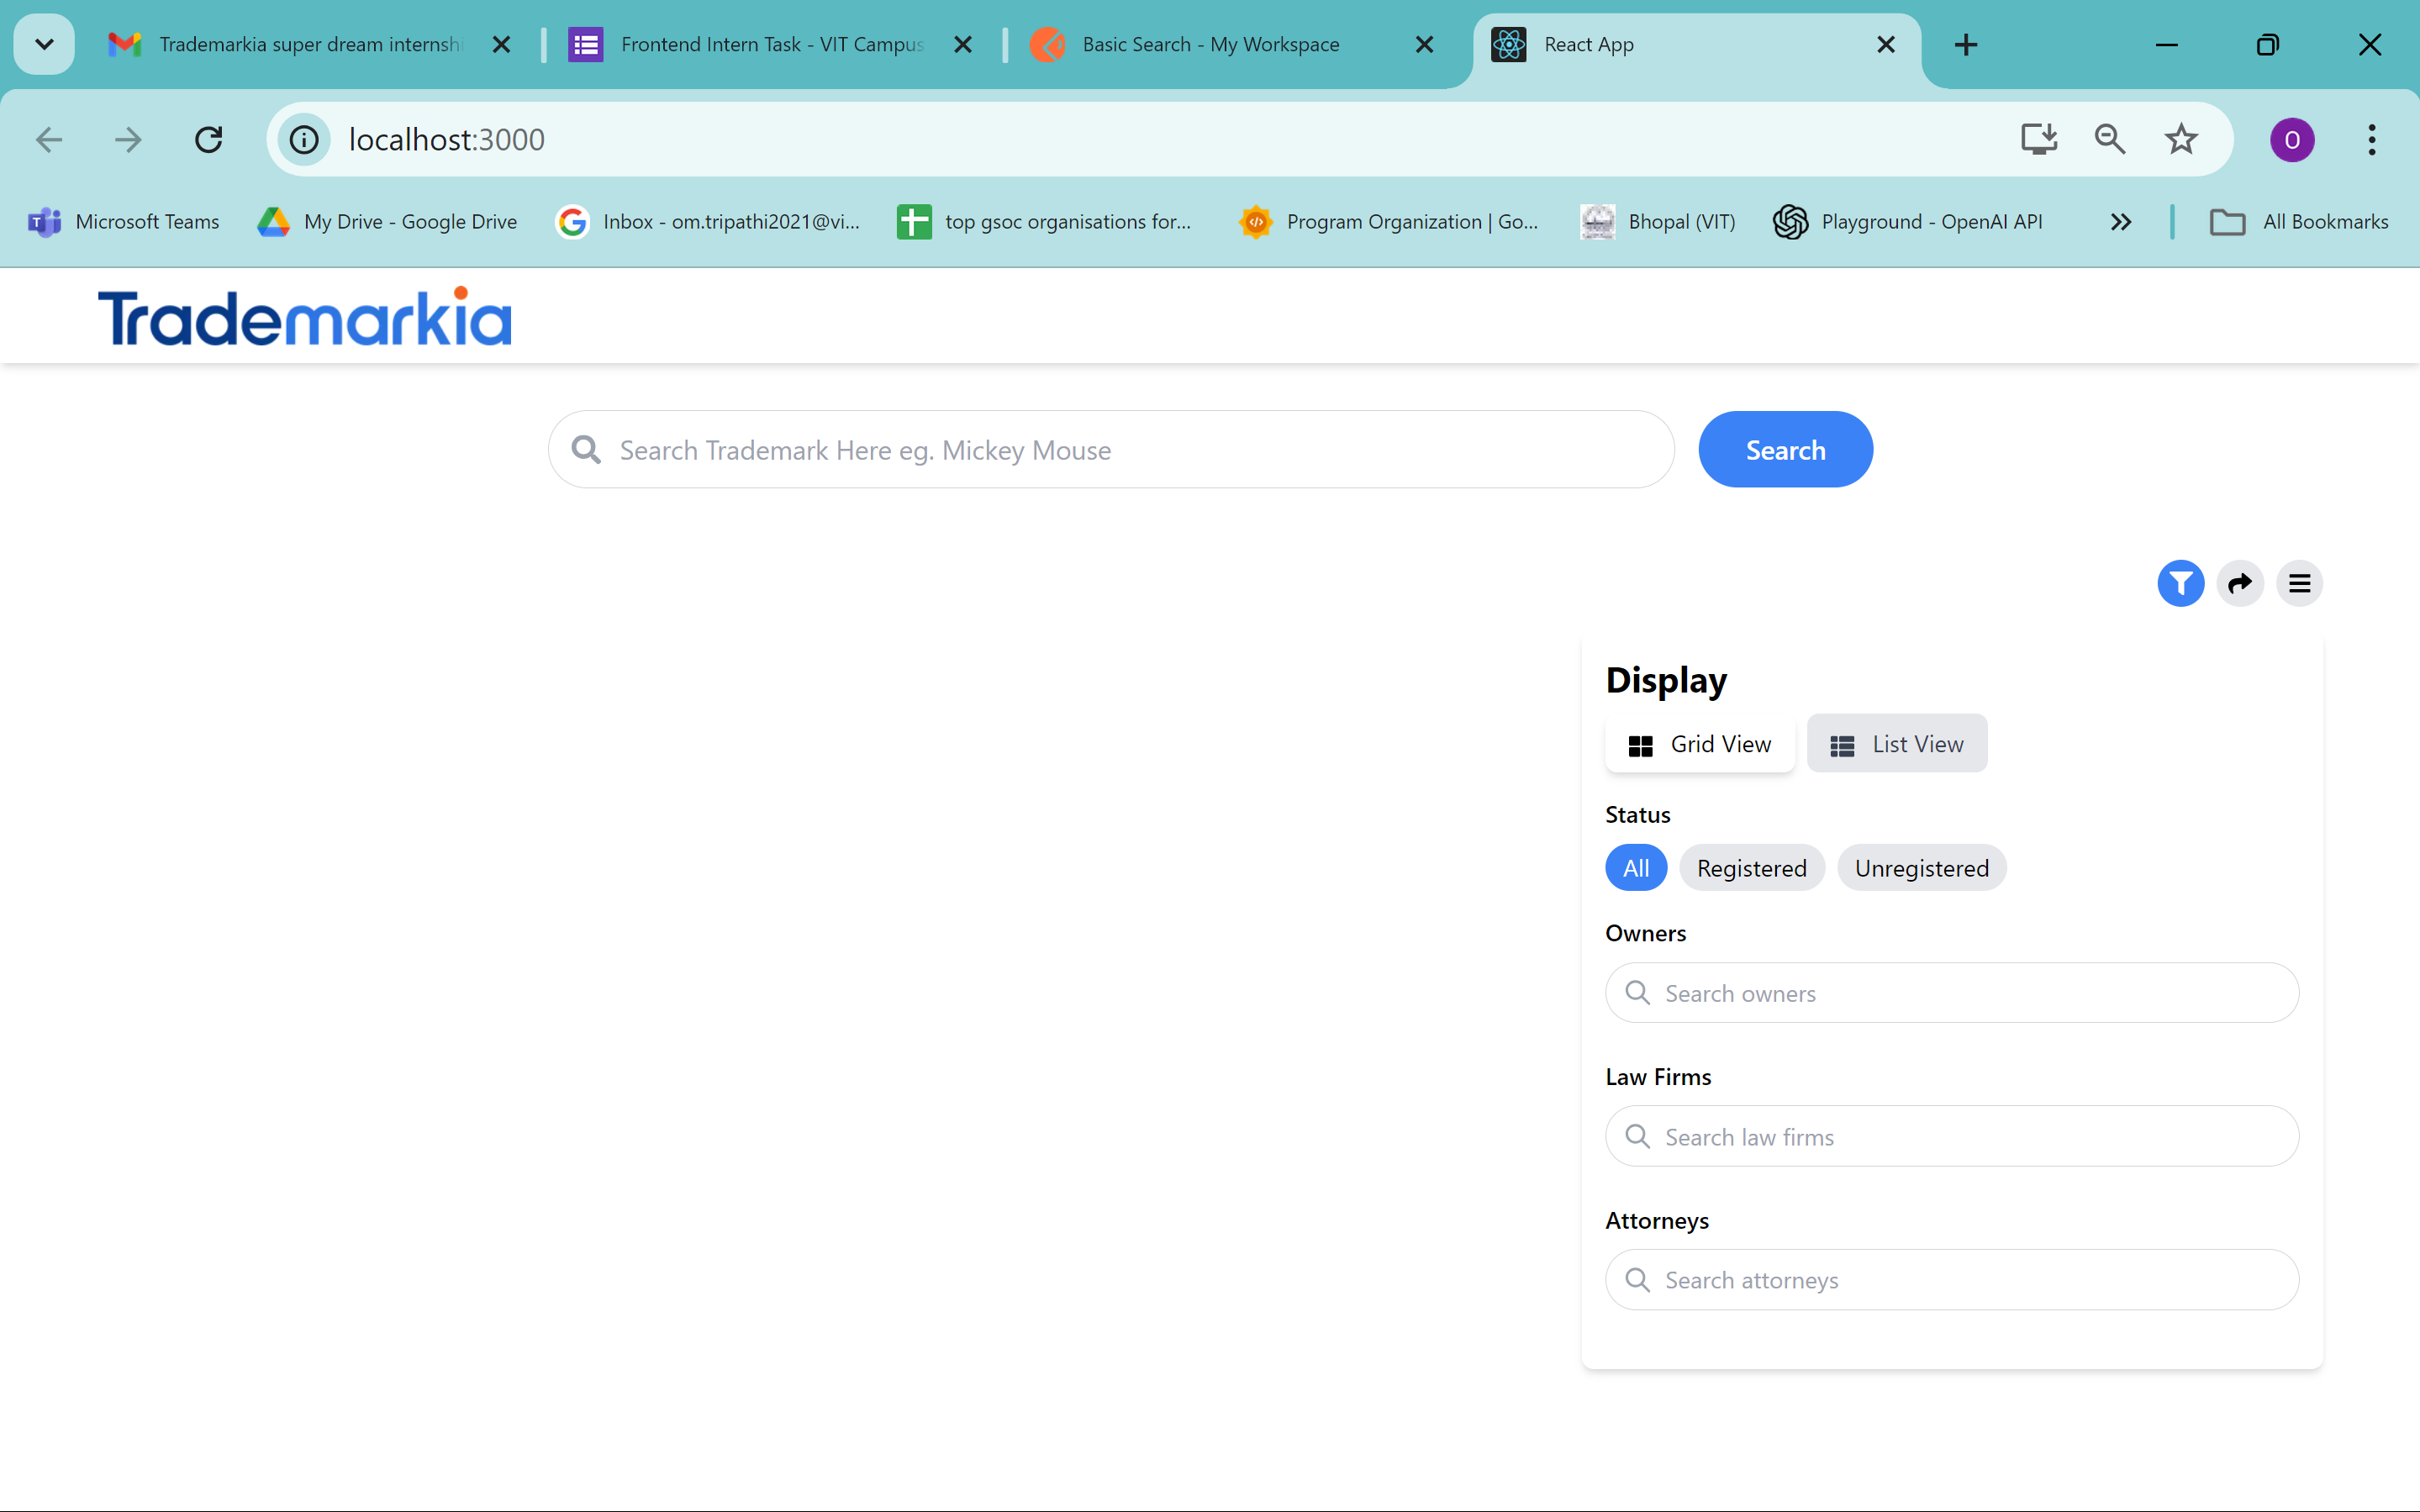 Trademarkia super dream internshi
Frontend Intern Task - VIT Campus
Basic Search - My Workspace
React App
localhost:3000
O
Microsoft Teams
My Drive - Google Drive
Inbox - om.tripathi2021@vi...
top gsoc organisations for...
Program Organization | Go...
Bhopal (VIT)
Playground - OpenAI API
All Bookmarks
Trademarkia
Search Trademark Here eg. Mickey Mouse
Search
Display
Grid View
List View
Status
All
Registered
Unregistered
Owners
Search owners
Law Firms
Search law firms
Attorneys
Search attorneys